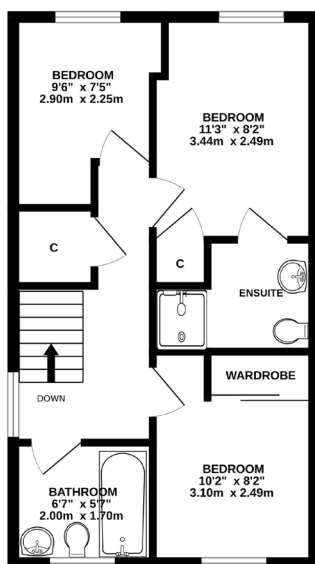 BEDROOM
9'6" x 7'5"
2.90m x 2.25m
BEDROOM
11'3" x 8'2"
3.44m x 2.49m
C
C
ENSUITE
DOWN
WARDROBE
BEDROOM
10'2" x 8'2"
3.10m x 2.49m
BATHROOM
6'7" x 5'7"
2.00m x 1.70m